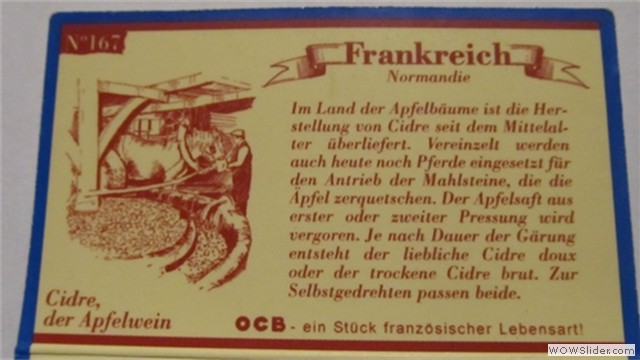 Nº167
Frankreich
Normandie
Im Land der Apfelbäume ist die Her-
stellung von Cidre seit dem Mittelal-
ter überliefert. Vereinzelt werden
auch heute noch Pferde eingesetzt für
den Antrieb der Mahlsteine, die die
Äpfel zerquetschen. Der Apfelsaft aus
erster oder zweiter Pressung wird
vergoren. Je nach Dauer der Gärung
entsteht der liebliche Cidre doux
oder der trockene Cidre brut. Zur
Selbstgedrehten passen beide.
Cidre,
der Apfelwein
OCB - ein Stück französischer Lebensart!
WOWSlider.com